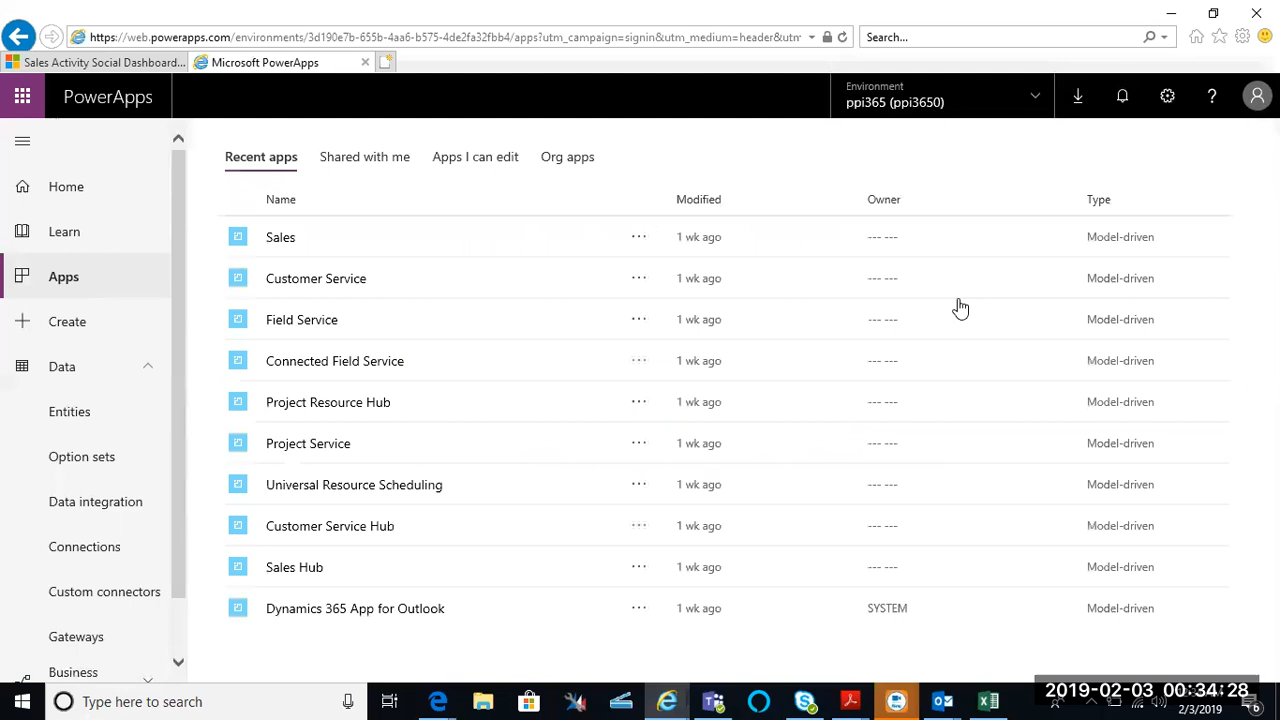 https://web.powerapps.com/environments/3d190e7b-655b-4aa6-b575-4de2fa32fbb4/apps?utm_campaign=signin&utm_medium=header&utm
Search...
Sales Activity Social Dashboard...
Microsoft PowerApps
PowerApps
Environment
ppi365 (ppi3650)
Home
Learn
Apps
Create
Data
Entities
Option sets
Data integration
Connections
Custom connectors
Gateways
Business
Recent apps Shared with me Apps I can edit Org apps
Name Modified Owner Type
Sales ... 1 wk ago --- --- Model-driven
Customer Service ... 1 wk ago --- --- Model-driven
Field Service ... 1 wk ago --- --- Model-driven
Connected Field Service ... 1 wk ago --- --- Model-driven
Project Resource Hub ... 1 wk ago --- --- Model-driven
Project Service ... 1 wk ago --- --- Model-driven
Universal Resource Scheduling ... 1 wk ago --- --- Model-driven
Customer Service Hub ... 1 wk ago --- --- Model-driven
Sales Hub ... 1 wk ago --- --- Model-driven
Dynamics 365 App for Outlook ... 1 wk ago SYSTEM Model-driven
Type here to search
2019-02-03 00:34:28
2/3/2019
6